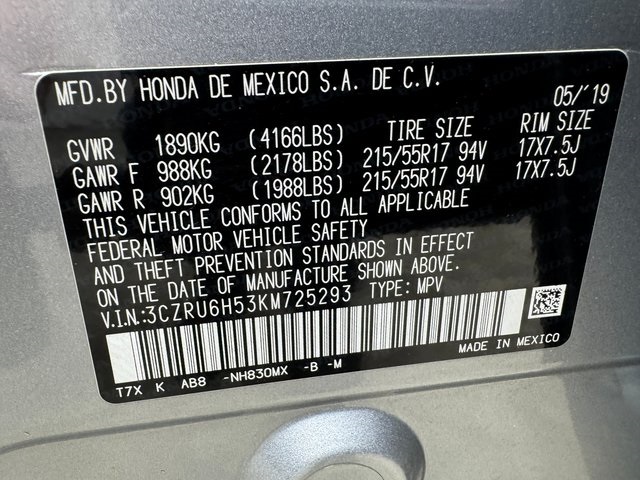 MFD.BY HONDA DE MEXICO S.A. DE C.V.
05/'19
GVWR 1890KG (4166LBS) TIRE SIZE RIM SIZE
GAWR F 988KG (2178LBS) 215/55R17 94V 17X7.5J
GAWR R 902KG (1988LBS) 215/55R17 94V 17X7.5J
THIS VEHICLE CONFORMS TO ALL APPLICABLE
FEDERAL MOTOR VEHICLE SAFETY
AND THEFT PREVENTION STANDARDS IN EFFECT
ON THE DATE OF MANUFACTURE SHOWN ABOVE.
V.I.N.:3CZRU6H53KM725293 TYPE: MPV
MADE IN MEXICO
T7X K AB8 -NH830MX -B -M